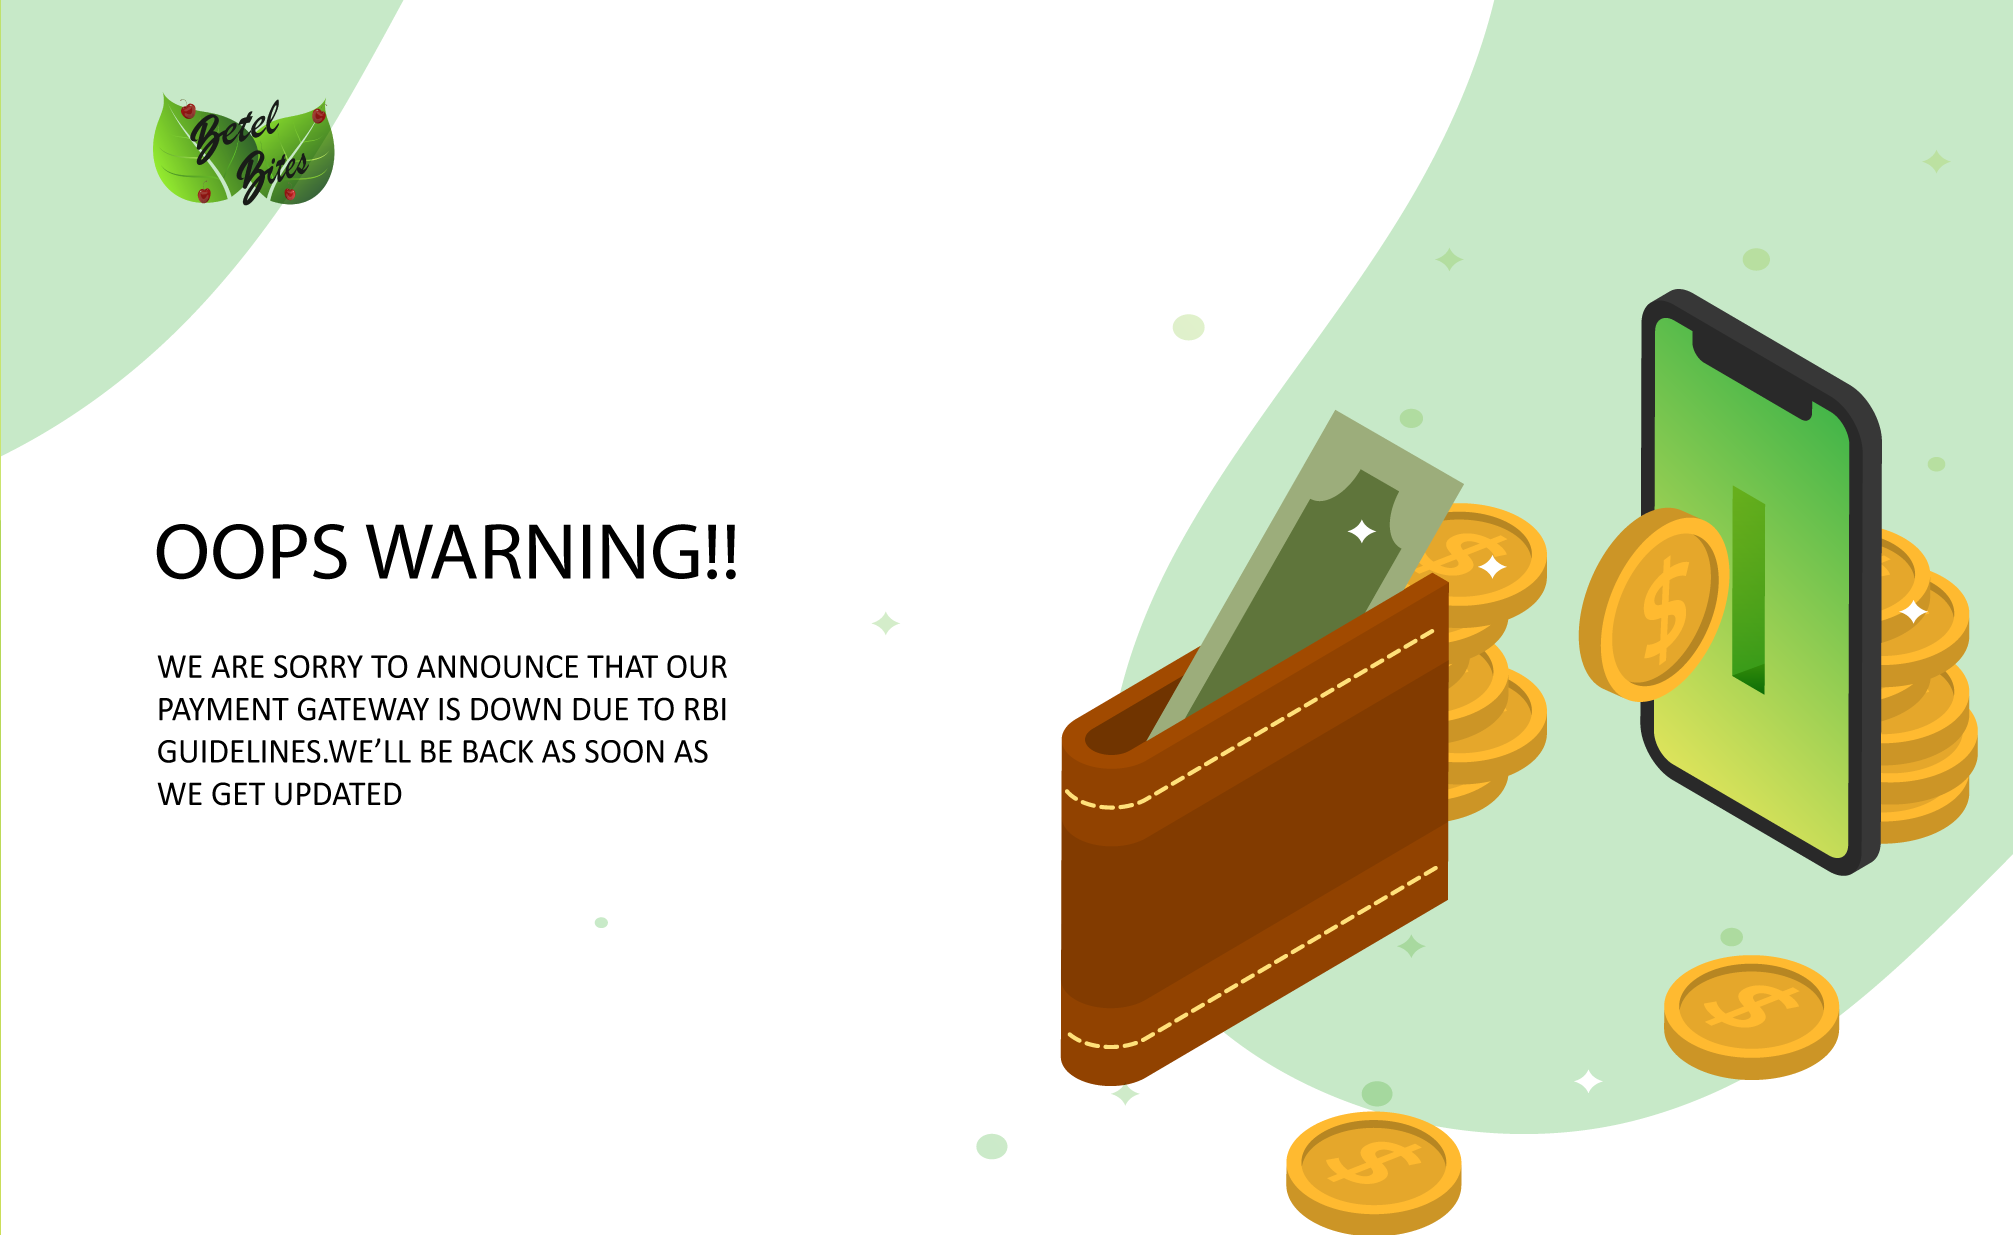 Betel
Bites
OOPS WARNING!!
WE ARE SORRY TO ANNOUNCE THAT OUR
PAYMENT GATEWAY IS DOWN DUE TO RBI
GUIDELINES.WE’LL BE BACK AS SOON AS
WE GET UPDATED